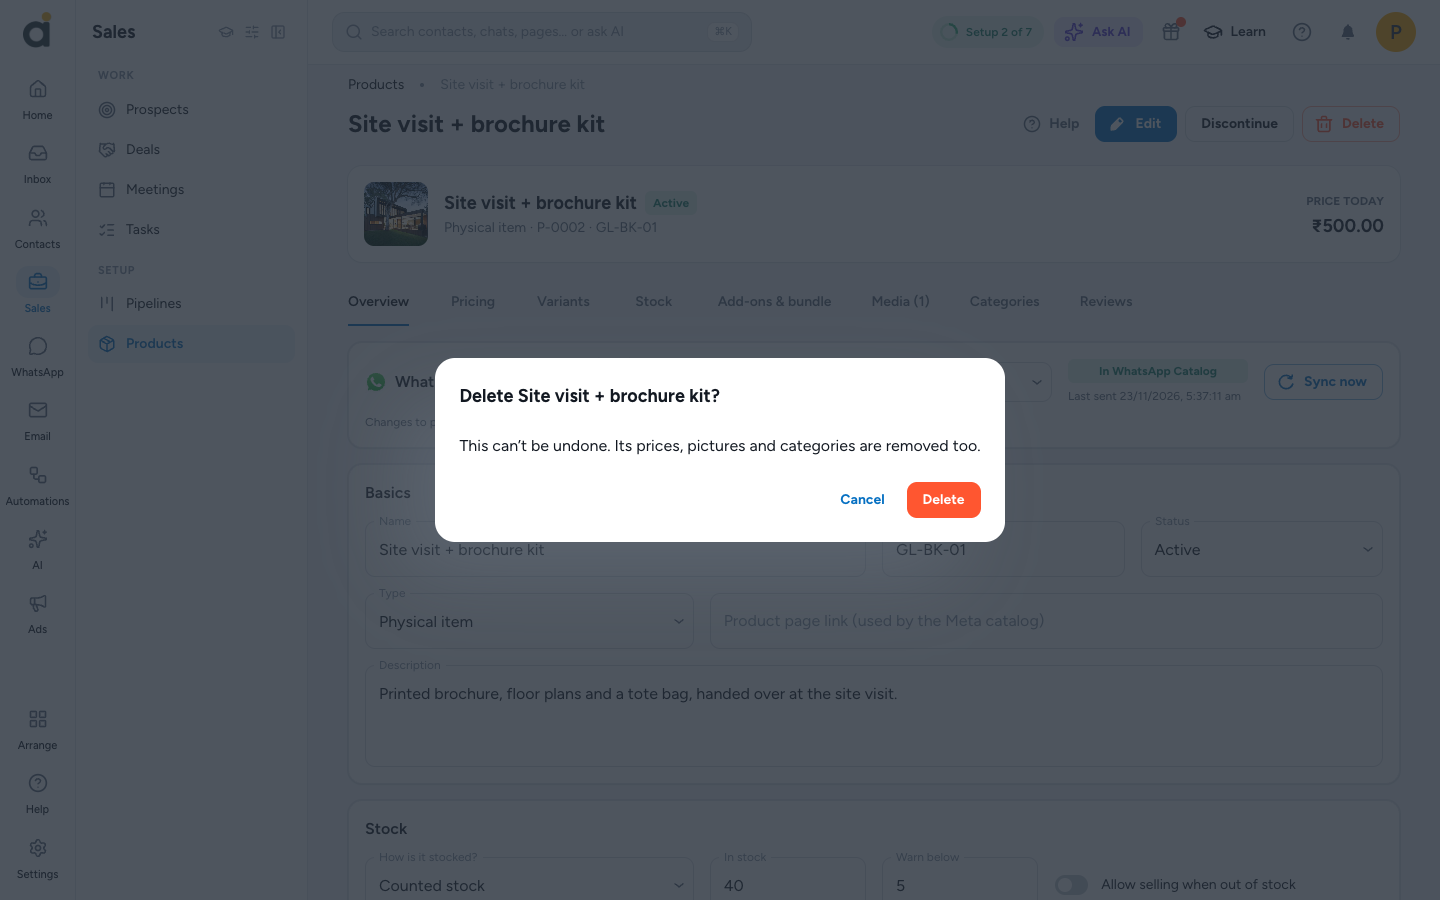 Sales
Search contacts, chats, pages... or ask AI
⌘K
Setup 2 of 7
Ask AI
Learn
P
Home
Inbox
Contacts
Sales
WhatsApp
Email
Automations
AI
Ads
Arrange
Help
Settings
WORK
Prospects
Deals
Meetings
Tasks
SETUP
Pipelines
Products
Products • Site visit + brochure kit
Site visit + brochure kit
Help
Edit
Discontinue
Delete
Site visit + brochure kit
Active
Physical item · P-0002 · GL-BK-01
PRICE TODAY
₹500.00
Overview
Pricing
Variants
Stock
Add-ons & bundle
Media (1)
Categories
Reviews
In WhatsApp Catalog
Last sent 23/11/2026, 5:37:11 am
Sync now
Delete Site visit + brochure kit?
This can't be undone. Its prices, pictures and categories are removed too.
Cancel
Delete
Basics
Name
Site visit + brochure kit
GL-BK-01
Status
Active
Type
Physical item
Product page link (used by the Meta catalog)
Description
Printed brochure, floor plans and a tote bag, handed over at the site visit.
Stock
How is it stocked?
Counted stock
In stock
40
Warn below
5
Allow selling when out of stock